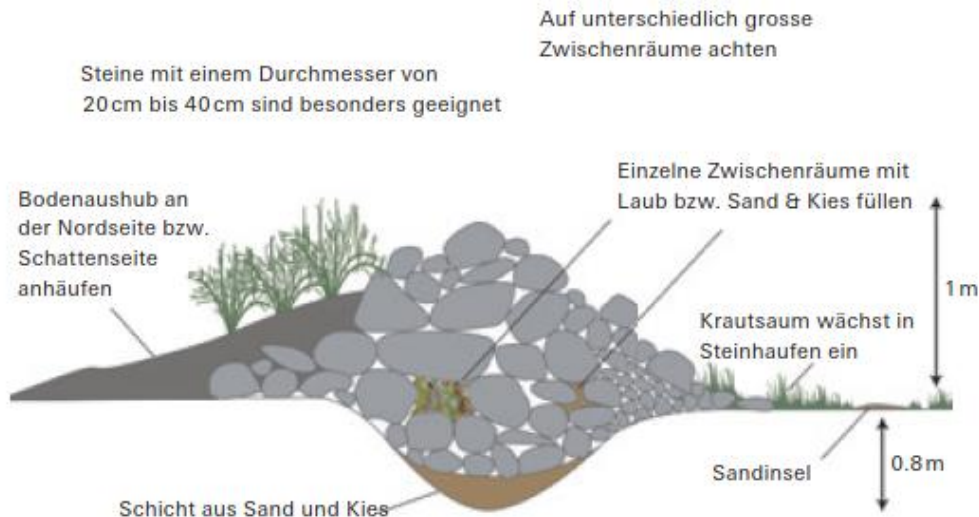 Auf unterschiedlich grosse
Zwischenräume achten
Steine mit einem Durchmesser von
20 cm bis 40 cm sind besonders geeignet
Einzelne Zwischenräume mit
Laub bzw. Sand & Kies füllen
Bodenaushub an
der Nordseite bzw.
Schattenseite
anhäufen
1 m
Krautsaum wächst in
Steinhaufen ein
0.8 m
Sandinsel
Schicht aus Sand und Kies